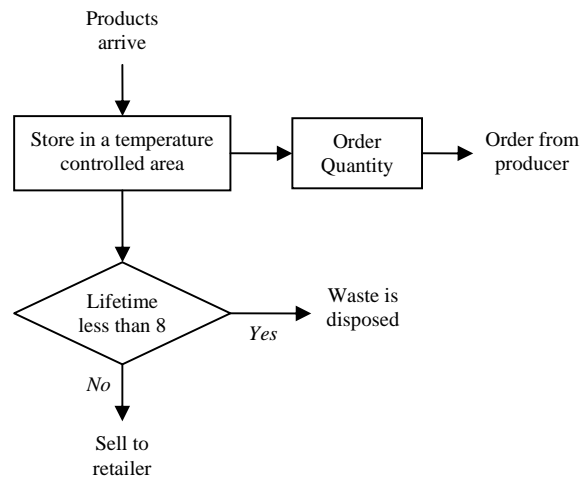 Products
arrive
Store in a temperature
controlled area
Order
Quantity
Order from
producer
Lifetime
less than 8
Yes
Waste is
disposed
No
Sell to
retailer